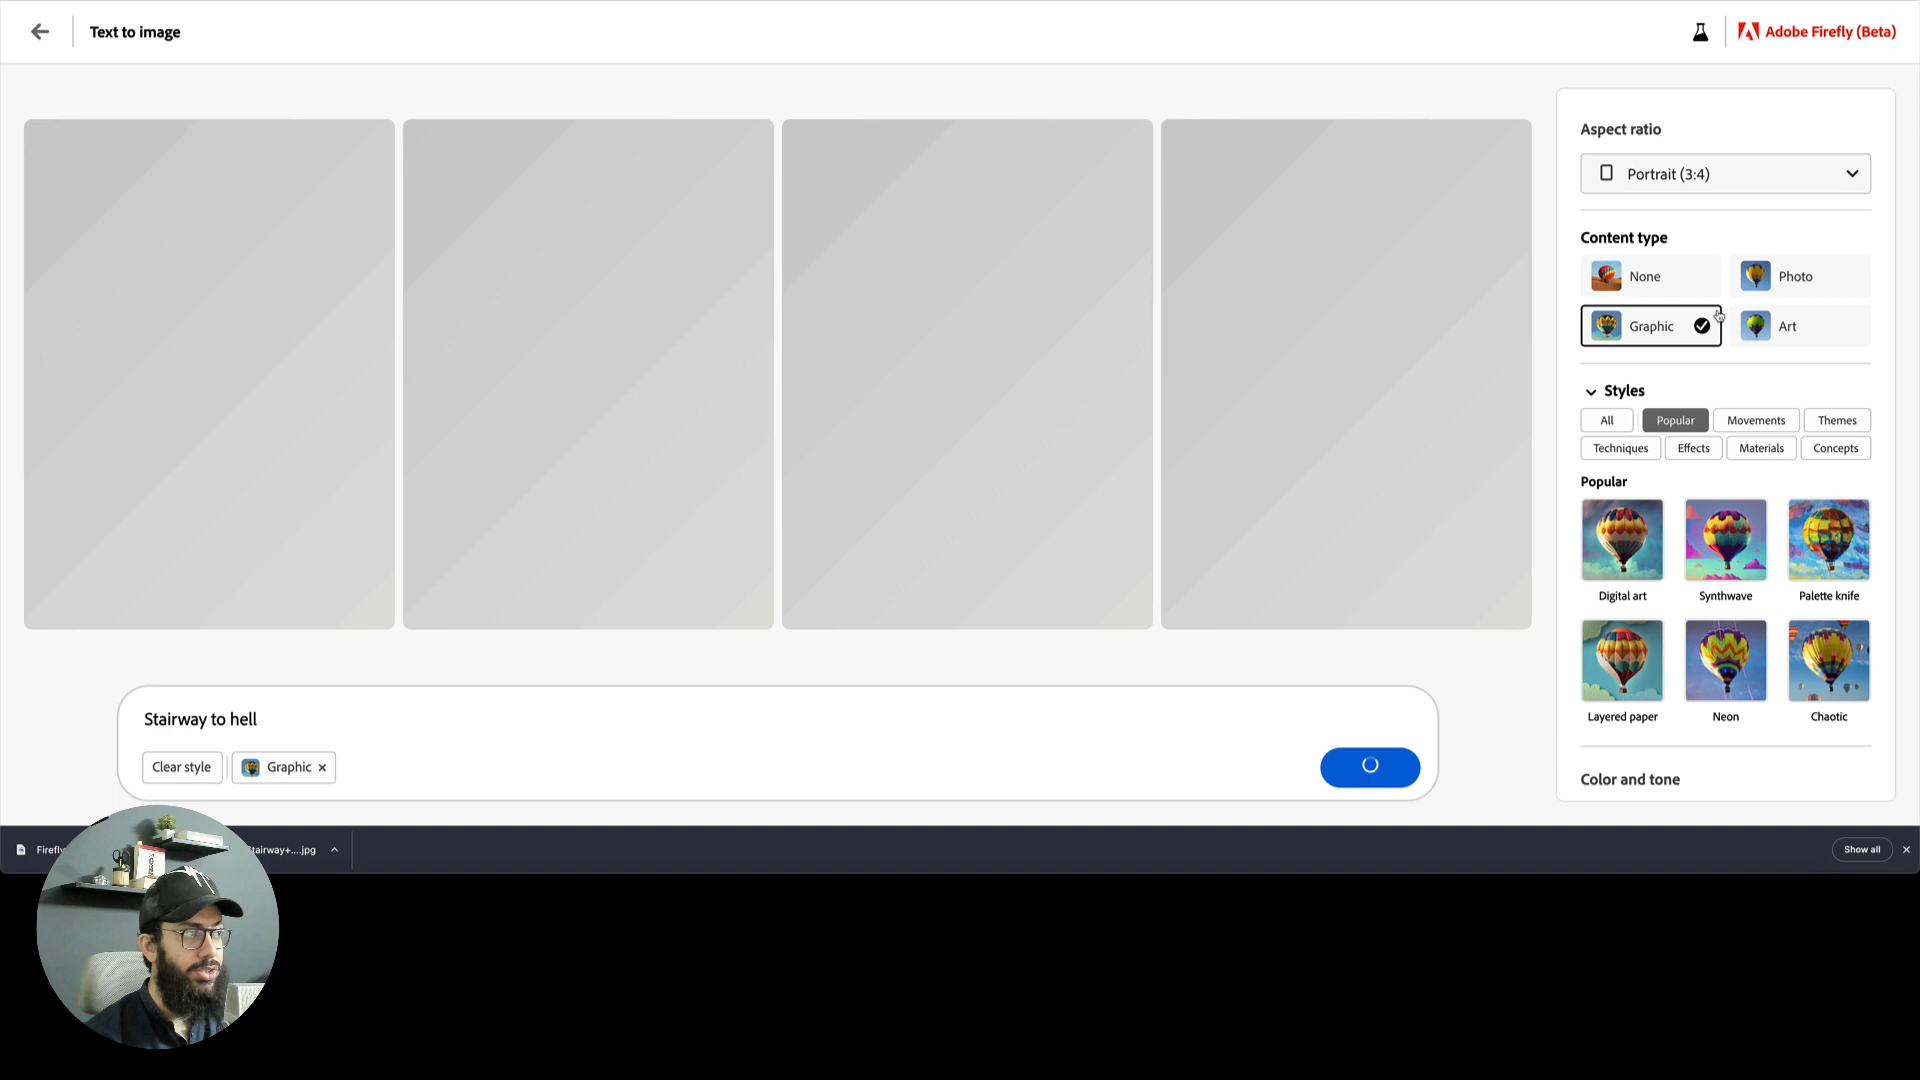 Text to image
Adobe Firefly (Beta)
Aspect ratio
Portrait (3:4)
Content type
None
Photo
Graphic
Art
Styles
All
Popular
Movements
Themes
Techniques
Effects
Materials
Concepts
Popular
Digital art
Synthwave
Palette knife
Layered paper
Neon
Chaotic
Color and tone
Stairway to hell
Clear style
Graphic
tairway+....jpg
Show all